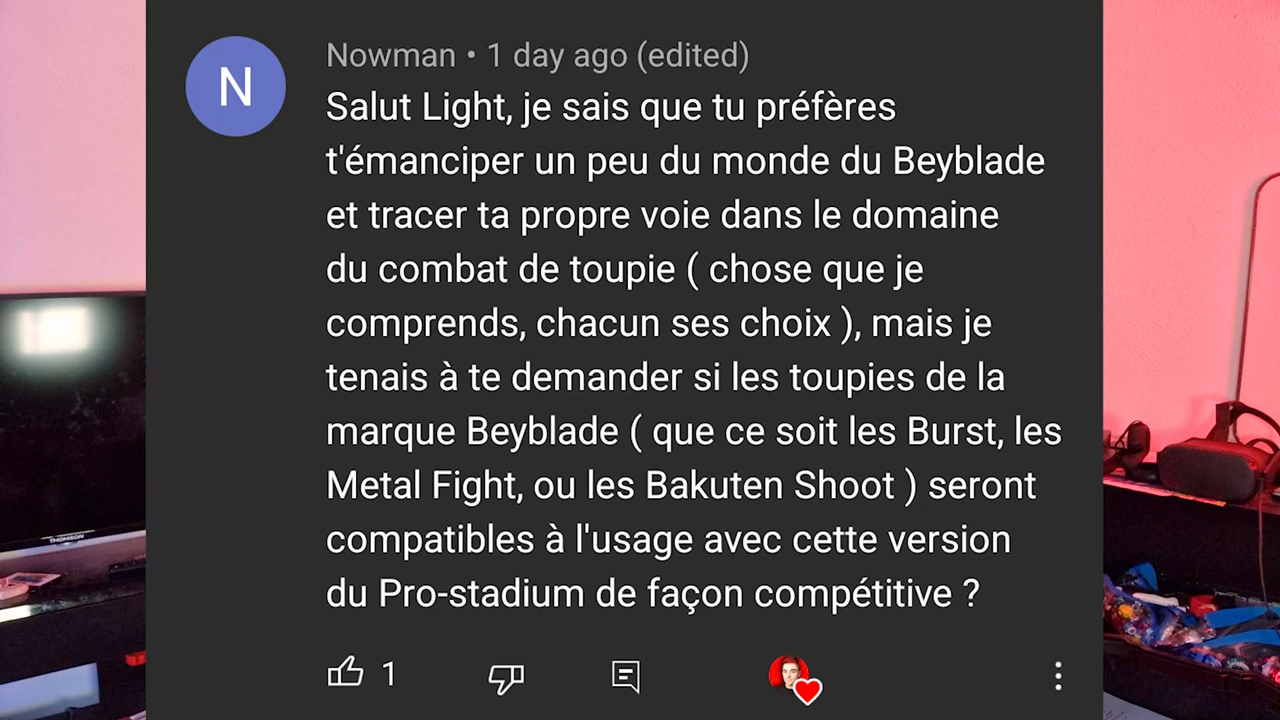 N
Nowman • 1 day ago (edited)
Salut Light, je sais que tu préfères
t'émanciper un peu du monde du Beyblade
et tracer ta propre voie dans le domaine
du combat de toupie ( chose que je
comprends, chacun ses choix ), mais je
tenais à te demander si les toupies de la
marque Beyblade ( que ce soit les Burst, les
Metal Fight, ou les Bakuten Shoot ) seront
compatibles à l'usage avec cette version
du Pro-stadium de façon compétitive ?
1
THOMSON